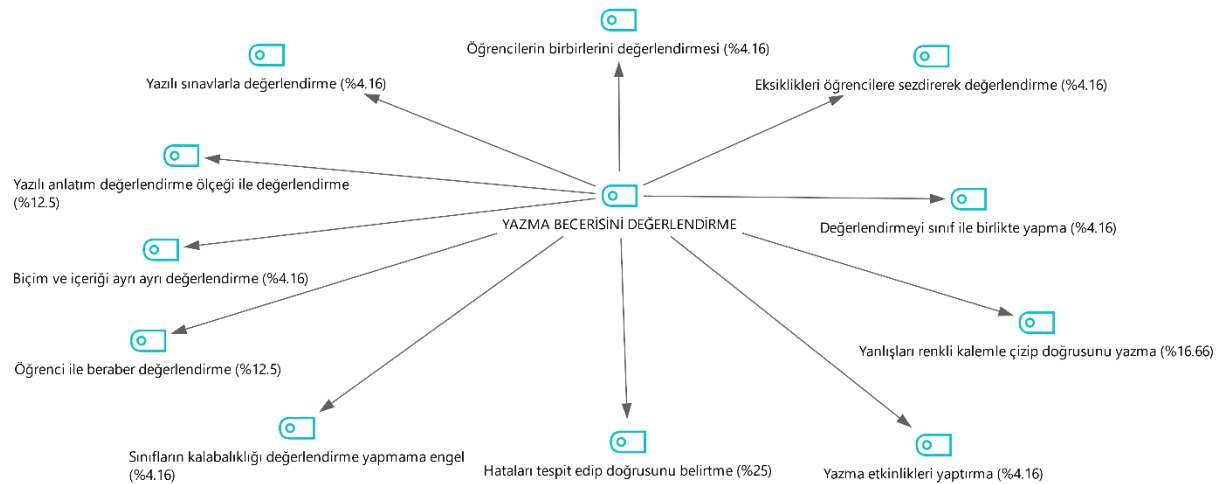 Öğrencilerin birbirlerini değerlendirmesi (%4.16)
Yazılı sınavlarla değerlendirme (%4.16)
Eksiklikleri öğrencilere sezdirerek değerlendirme (%4.16)
Yazılı anlatım değerlendirme ölçeği ile değerlendirme
(%12.5)
YAZMA BECERİSİNİ DEĞERLENDİRME
Değerlendirmeyi sınıf ile birlikte yapma (%4.16)
Biçim ve içeriği ayrı ayrı değerlendirme (%4.16)
Yanlışları renkli kalemle çizip doğrusunu yazma (%16.66)
Öğrenci ile beraber değerlendirme (%12.5)
Sınıfların kalabalıklığı değerlendirme yapmama engel
(%4.16)
Hataları tespit edip doğrusunu belirtme (%25)
Yazma etkinlikleri yaptırma (%4.16)